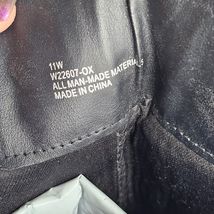 11W
W22607-OX
ALL MAN-MADE MATERIALS
MADE IN CHINA